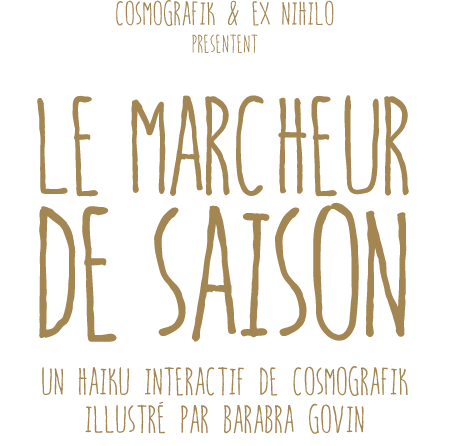 COSMOGRAFIK & EX NIHILO
PRESENTENT
LE MARCHEUR
DE SAISON
UN HAIKU INTERACTIF DE COSMOGRAFIK
ILLUSTRÉ PAR BARABRA GOVIN